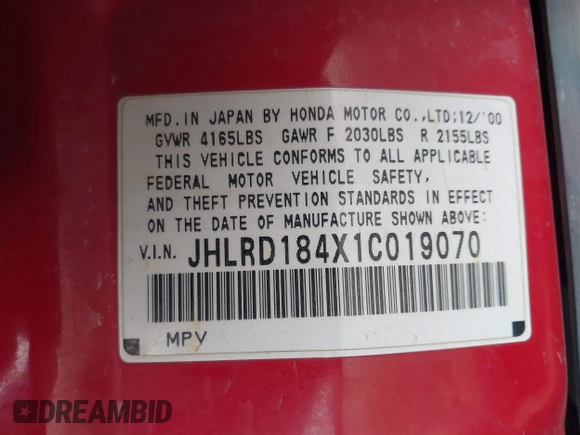 MFD. IN JAPAN BY HONDA MOTOR CO., LTD; 12/'00
GVWR 4165LBS GAWR F 2030LBS R 2155LBS
THIS VEHICLE CONFORMS TO ALL APPLICABLE
FEDERAL MOTOR VEHICLE SAFETY,
AND THEFT PREVENTION STANDARDS IN EFFECT
ON THE DATE OF MANUFACTURE SHOWN ABOVE:
V.I.N. JHLRD184X1C019070
MPV
DREAMBID